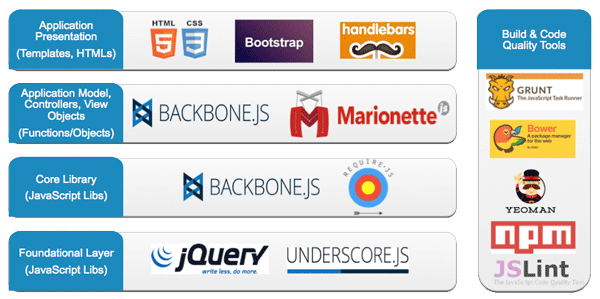 Application
Presentation
(Templates, HTMLs)
HTML
5
CSS
3
Bootstrap
handlebars
Application Model,
Controllers, View
Objects
(Functions/Objects)
BACKBONE.JS
Marionette js
Core Library
(JavaScript Libs)
BACKBONE.JS
REQUIRE-JS
Foundational Layer
(JavaScript Libs)
jQuery
write less, do more.
UNDERSCORE.JS
Build & Code
Quality Tools
GRUNT
The JavaScript Task Runner
Bower
A package manager
for the web
YEOMAN
npm
JSLint
The JavaScript Code Quality Tool